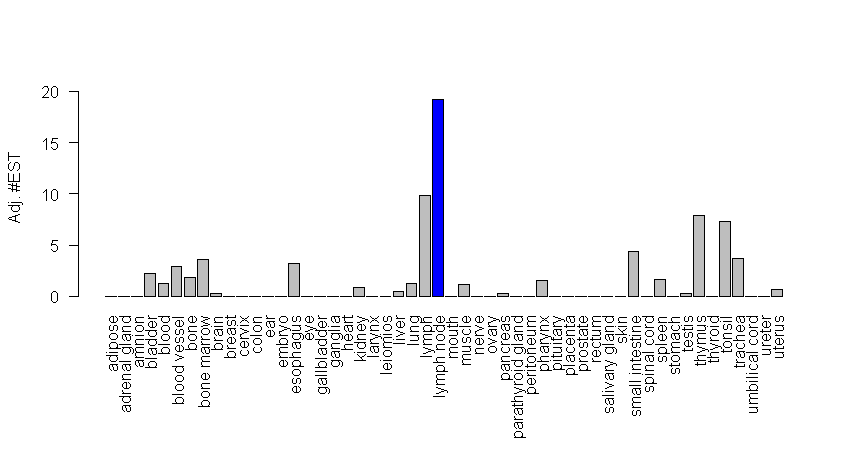 Adj. #EST
20
15
10
5
0
adipose
adrenal gland
amnion
bladder
blood
blood vessel
bone
bone marrow
brain
breast
cervix
colon
ear
embryo
esophagus
eye
gallbladder
ganglia
heart
kidney
larynx
leiomios
liver
lung
lymph
lymph node
mouth
muscle
nerve
ovary
pancreas
parathyroid gland
peritoneum
pharynx
pituitary
placenta
prostate
rectum
salivary gland
skin
small intestine
spinal cord
spleen
stomach
testis
thymus
thyroid
tonsil
trachea
umbilical cord
ureter
uterus